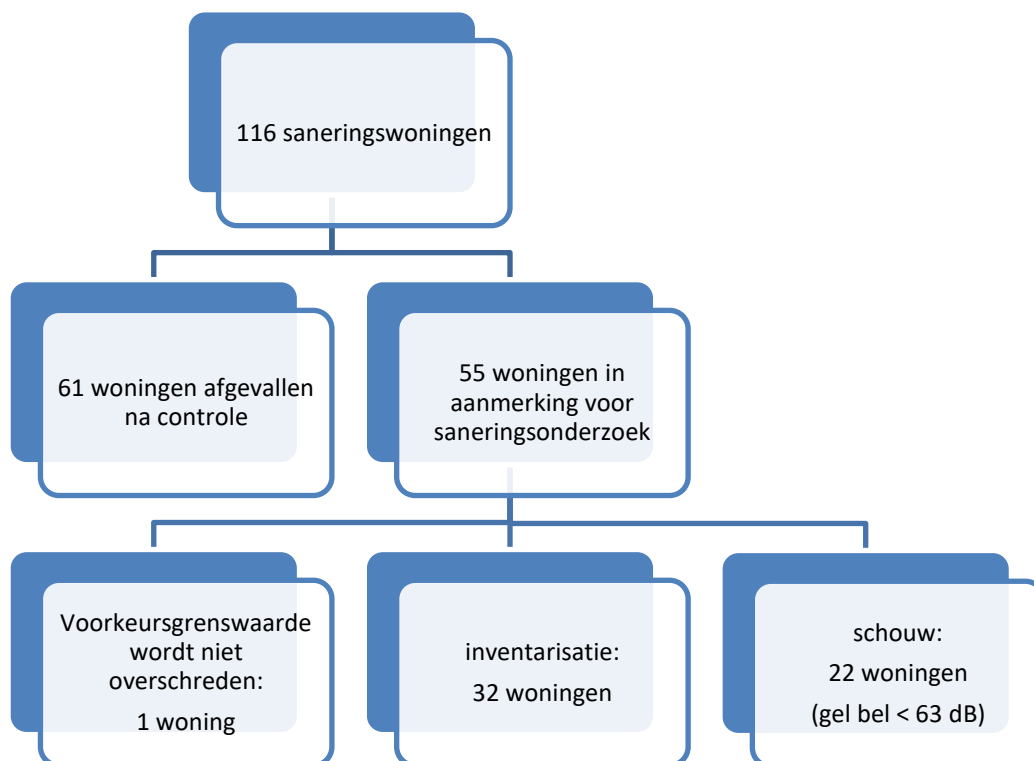 116 saneringswoningen
61 woningen afgevallen
na controle
55 woningen in
aanmerking voor
saneringsonderzoek
Voorkeursgrenswaarde
wordt niet
overschreden:
1 woning
inventarisatie:
32 woningen
schouw:
22 woningen
(gel bel < 63 dB)